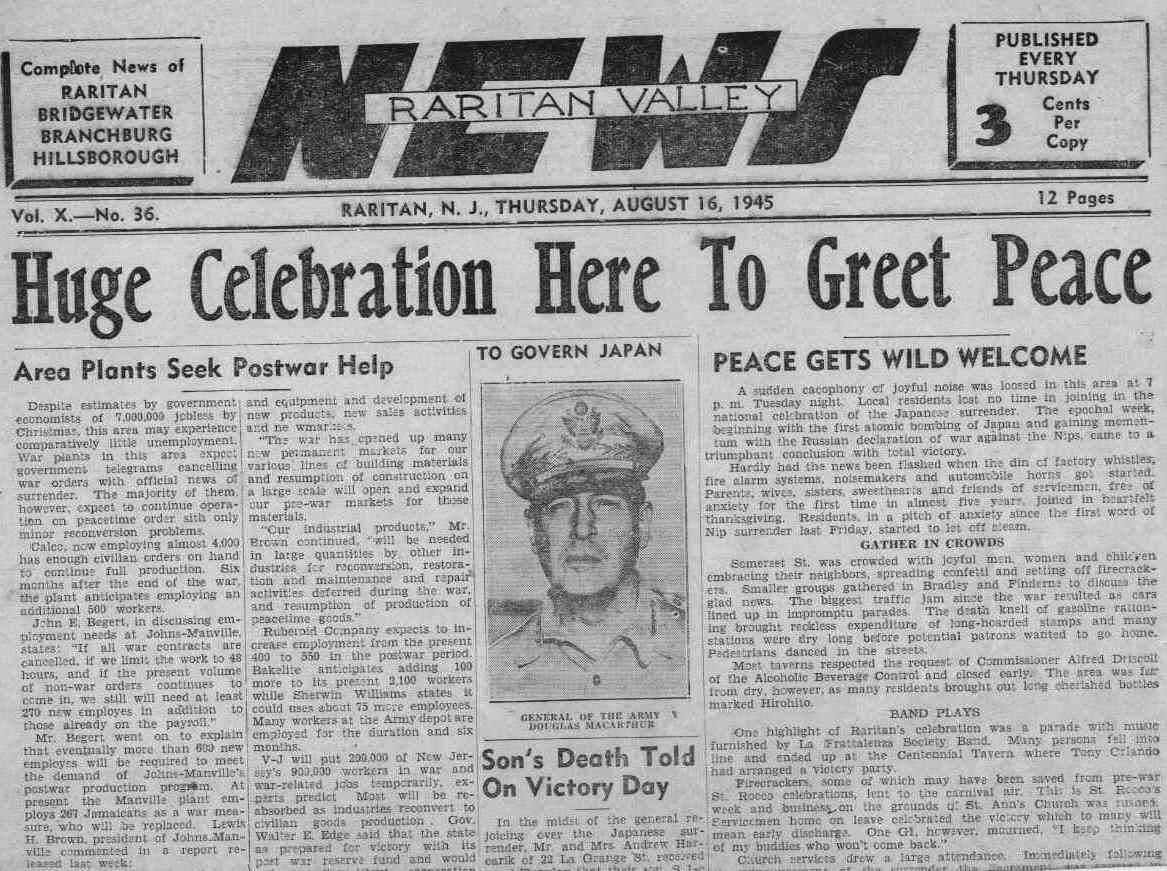 Complete News of
RARITAN
BRIDGEWATER
BRANCHBURG
HILLSBOROUGH
NEWS
RARITAN VALLEY
PUBLISHED
EVERY
THURSDAY
3 Cents
Per
Copy
Vol. X.—No. 36.
RARITAN, N. J., THURSDAY, AUGUST 16, 1945
12 Pages
Huge Celebration Here To Greet Peace
Area Plants Seek Postwar Help
Despite estimates by government
economists of 7,000,000 jobless by
Christmas, this area may experience
comparatively little unemployment.
War plants in this area expect
government telegrams cancelling
war orders with official news of
surrender. The majority of them,
however, expect to continue opera-
tion on peacetime order sith only
minor reconversion problems.
Calco, now employing almost 4,000
has enough civilian orders on hand
to continue full production. Six
months after the end of the war,
the plant anticipates employing an
additional 500 workers.
John E. Begert, in discussing em-
ployment needs at Johns-Manville,
states: "If all war contracts are
cancelled, if we limit the work to 48
hours, and if the present volume
of non-war orders continues to
come in, we still will need at least
270 new employes in addition to
those already on the payroll."
Mr. Begert went on to explain
that eventually more than 600 new
employes will be required to meet
the demand of Johns-Manville's
postwar production program. At
present the Manville plant em-
ploys 267 Jamaicans as a war mea-
sure, who will be replaced. Lewis
H. Brown, president of Johns-Man-
ville commented in a report re-
leased last week:
and equipment and development of
new products, new sales activities
and ne wmarkets.
"The war has opened up many
new permanent markets for our
various lines of building materials
and resumption of construction on
a large scale will open and expand
our pre-war markets for those
materials.
"Our industrial products," Mr.
Brown continued, "will be needed
in large quantities by other in-
dustries for reconversion, restora-
tion and maintenance and repair
activities deferred during the war,
and resumption of production of
peacetime goods."
Ruberoid Company expects to in-
crease employment from the present
400 to 550 in the postwar period.
Bakelite anticipates adding 100
more to its present 2,100 workers
while Sherwin Williams states it
could uses about 75 more employees.
Many workers at the Army depot are
employed for the duration and six
months.
V-J will put 200,000 of New Jer-
sey's 900,000 workers in war and
war-related jobs temporarily, ex-
perts predict Most will be re-
absorbed as industries reconvert to
civilian goods production. Gov.
Walter E. Edge said that the state
as prepared for victory with its
post war reserve fund and would
TO GOVERN JAPAN
GENERAL OF THE ARMY
DOUGLAS MACARTHUR
Son's Death Told
On Victory Day
In the midst of the general re-
joicing over the Japanese sur-
render, Mr. and Mrs. Andrew Har-
carik of 22 La Grange St. received
PEACE GETS WILD WELCOME
A sudden cacophony of joyful noise was loosed in this area at 7
p. m. Tuesday night. Local residents lost no time in joining in the
national celebration of the Japanese surrender. The epochal week,
beginning with the first atomic bombing of Japan and gaining momen-
tum with the Russian declaration of war against the Nips, came to a
triumphant conclusion with total victory.
Hardly had the news been flashed when the din of factory whistles,
fire alarm systems, noisemakers and automobile horns got started.
Parents, wives, sisters, sweethearts and friends of servicemen, free of
anxiety for the first time in almost five years, joined in heartfelt
thanksgiving. Residents, in a pitch of anxiety since the first word of
Nip surrender last Friday, started to let off steam.
GATHER IN CROWDS
Somerset St. was crowded with joyful men, women and children
embracing their neighbors, spreading confetti and setting off firecrack-
ers. Smaller groups gathered in Bradley and Finderne to discuss the
glad news. The biggest traffic jam since the war resulted as cars
lined up in impromptu parades. The death knell of gasoline ration-
ing brought reckless expenditure of long-hoarded stamps and many
stations were dry long before potential patrons wanted to go home.
Pedestrians danced in the streets.
Most taverns respected the request of Commissioner Alfred Driscoll
of the Alcoholic Beverage Control and closed early. The area was far
from dry, however, as many residents brought out long cherished bottles
marked Hirohito.
BAND PLAYS
One highlight of Raritan's celebration was a parade with music
furnished by La Frattalenza Society Band. Many persons fell into
line and ended up at the Centennial Tavern where Tony Orlando
had arranged a victory party.
Firecrackers, some of which may have been saved from pre-war
St. Rocco celebrations, lent to the carnival air. This is St. Rocco's
week and business on the grounds of St. Ann's Church was rushed.
Servicemen home on leave celebrated the victory which to many will
mean early discharge. One GI, however, mourned, "I keep thinking
of my buddies who won't come back."
Church services drew a large attendance. Immediately following